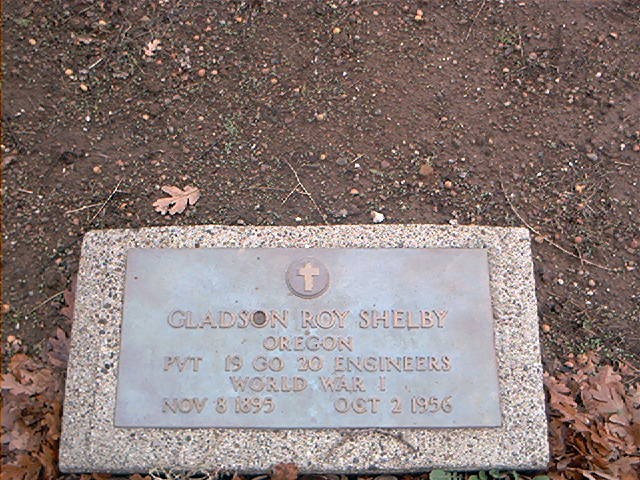 GLADSON ROY SHELBY
OREGON
PVT 19 CO 20 ENGINEERS
WORLD WAR I
NOV 8 1895 OCT 2 1956